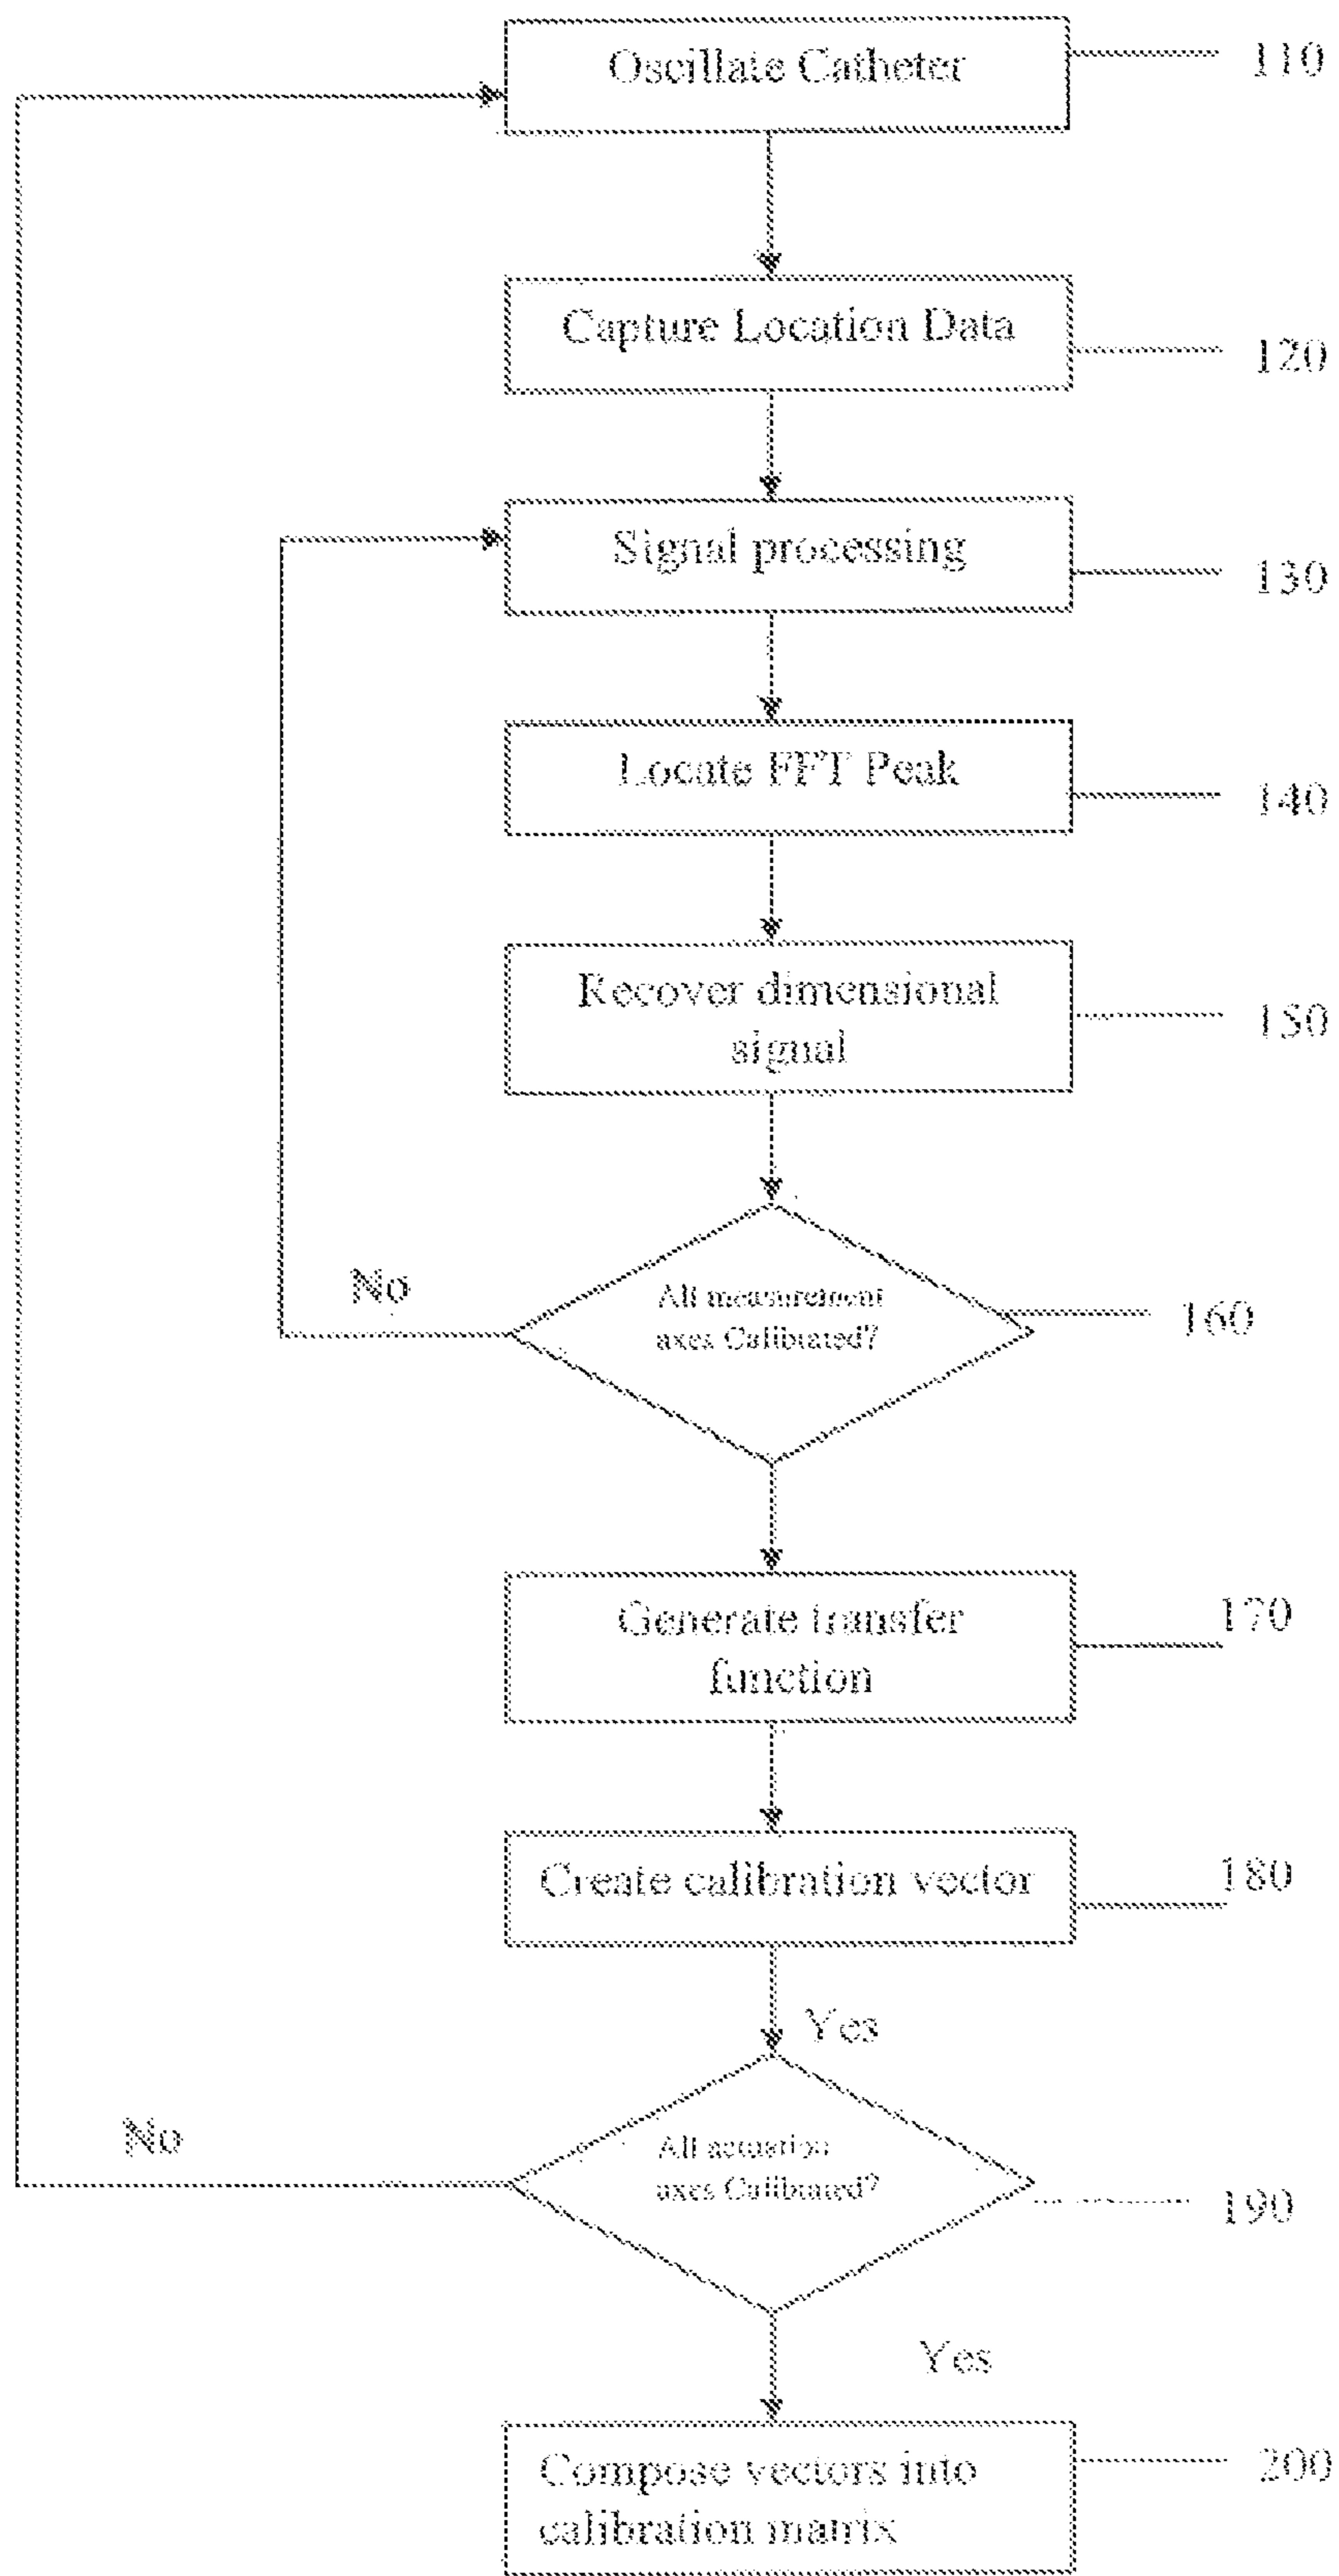 Oscillate Catheter
110
Capture Location Data
120
Signal processing
130
Locate FFT Peak
140
Recover dimensional
signal
150
No
All measurement
axes Calibrated?
160
Generate transfer
function
170
Create calibration vector
180
Yes
No
All actuation
axes Calibrated?
190
Yes
Compose vectors into
calibration matrix
200